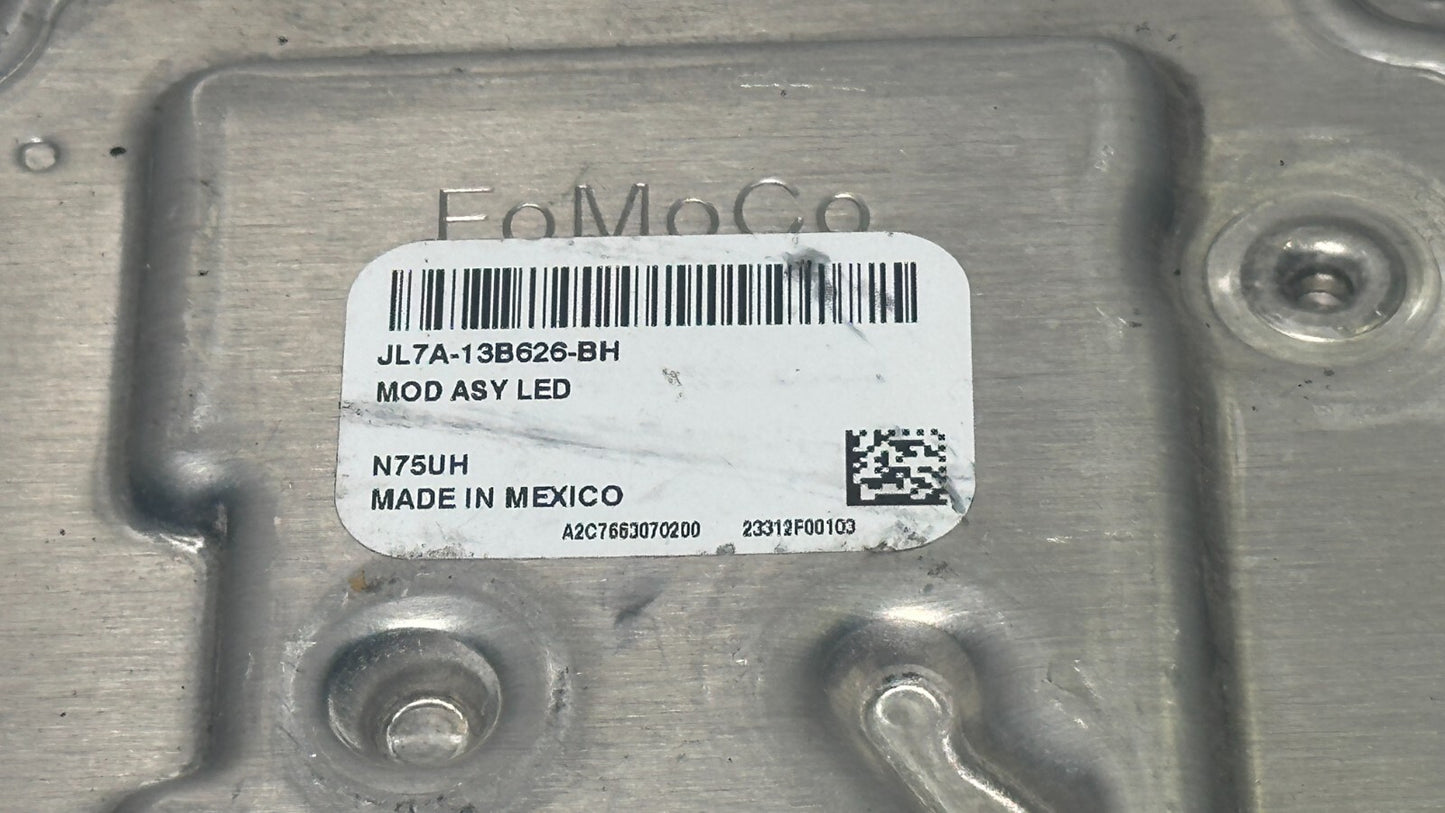 FoMoCo
JL7A-13B626-BH
MOD ASY LED
N75UH
MADE IN MEXICO
A2C7663070200 23312F00103